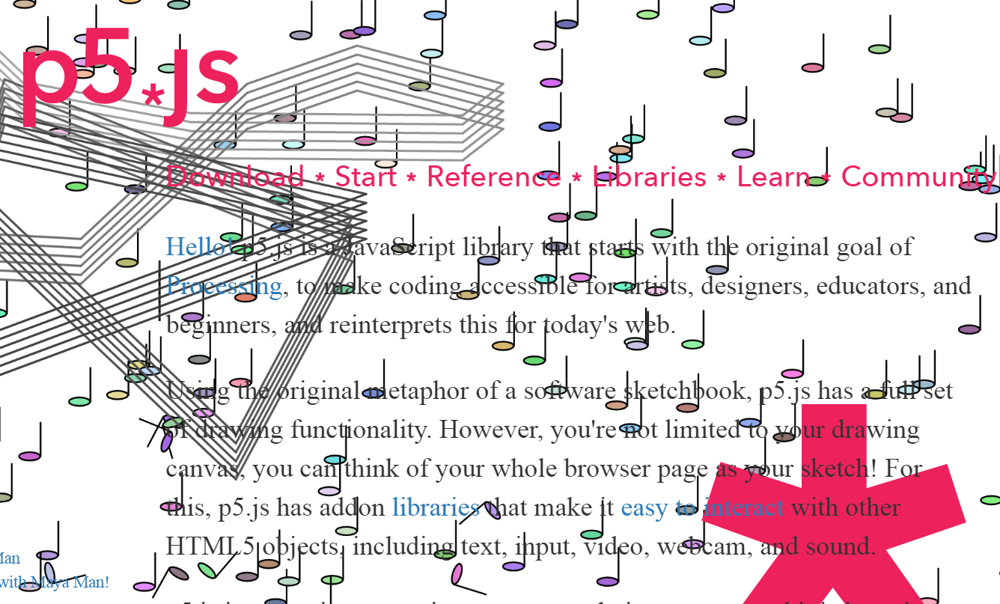 p5*js
Download * Start * Reference * Libraries * Learn * Community
Hello! p5.js is a JavaScript library that starts with the original goal of
Processing, to make coding accessible for artists, designers, educators, and
beginners, and reinterprets this for today's web.
Using the original metaphor of a software sketchbook, p5.js has a full set
of drawing functionality. However, you're not limited to your drawing
canvas, you can think of your whole browser page as your sketch! For
this, p5.js has addon libraries that make it easy to interact with other
HTML5 objects, including text, input, video, webcam, and sound.
Man
with Maya Man!